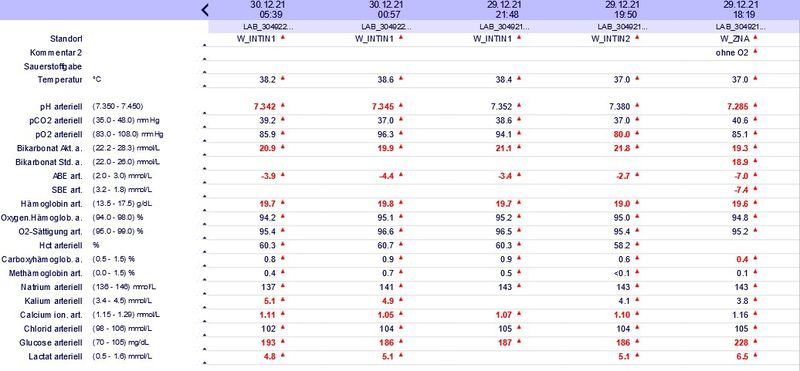 30.12.21 30.12.21 29.12.21 29.12.21 29.12.21
05:39 00:57 21:48 19:50 18:19
LAB_304922... LAB_304922... LAB_304921... LAB_304921... LAB_304921...
Standort W_INTIN1 W_INTIN1 W_INTIN1 W_INTIN2 W_ZNA
Kommentar2 ohne O2
Sauerstoffgabe
Temperatur °C 38.2 38.6 38.4 37.0 37.0
pH arteriell (7.350 - 7.450) 7.342 7.345 7.352 7.380 7.285
pCO2 arteriell (35.0 - 48.0) mmHg 39.2 37.0 38.6 37.0 40.6
pO2 arteriell (83.0 - 108.0) mmHg 85.9 96.3 94.1 80.0 85.1
Bikarbonat Akt. a. (22.2 - 28.3) mmol/L 20.9 19.9 21.1 21.8 19.3
Bikarbonat Std. a. (22.0 - 26.0) mmol/L 18.9
ABE art. (2.0 - 3.0) mmol/L -3.9 -4.4 -3.4 -2.7 -7.0
SBE art. (3.2 - 1.8) mmol/L -7.4
Hämoglobin art. (13.5 - 17.5) g/dL 19.7 19.8 19.7 19.0 19.6
Oxygen.Hämoglob. a. (94.0 - 98.0) % 94.2 95.1 95.2 95.0 94.8
O2-Sättigung art. (95.0 - 99.0) % 95.4 96.6 96.5 95.4 95.2
Hct arteriell % 60.3 60.7 60.3 58.2
Carboxyhämoglob. a. (0.5 - 1.5) % 0.8 0.9 0.9 0.6 0.4
Methämoglobin art. (0.0 - 1.5) % 0.4 0.7 0.5 <0.1 0.1
Natrium arteriell (136 - 146) mmol/L 137 141 143 143 143
Kalium arteriell (3.4 - 4.5) mmol/L 5.1 4.9 4.1 3.8
Calcium ion. art. (1.15 - 1.29) mmol/L 1.11 1.05 1.07 1.10 1.16
Chlorid arteriell (98 - 106) mmol/L 102 104 105 104 105
Glucose arteriell (70 - 105) mg/dL 193 186 187 186 228
Lactat arteriell (0.5 - 1.6) mmol/L 4.8 5.1 5.1 6.5